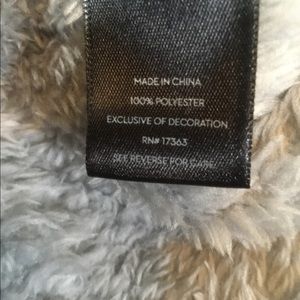 MADE IN CHINA
100% POLYESTER
EXCLUSIVE OF DECORATION
RN# 17363
SEE REVERSE FOR CARE